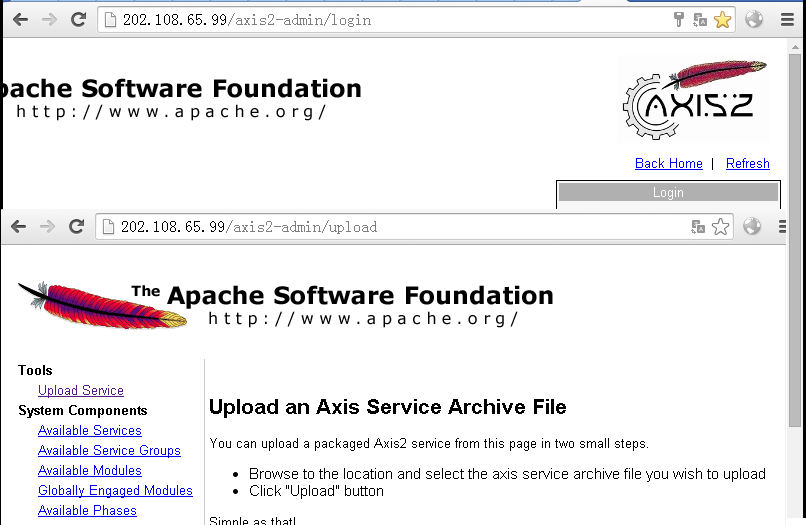 202.108.65.99/axis2-admin/login
pache Software Foundation
http://www.apache.org/
AXIS2
Back Home | Refresh
Login
202.108.65.99/axis2-admin/upload
The Apache Software Foundation
http://www.apache.org/
Tools
Upload Service
System Components
Available Services
Available Service Groups
Available Modules
Globally Engaged Modules
Available Phases
Upload an Axis Service Archive File
You can upload a packaged Axis2 service from this page in two small steps.
• Browse to the location and select the axis service archive file you wish to upload
• Click "Upload" button
Simple as that!